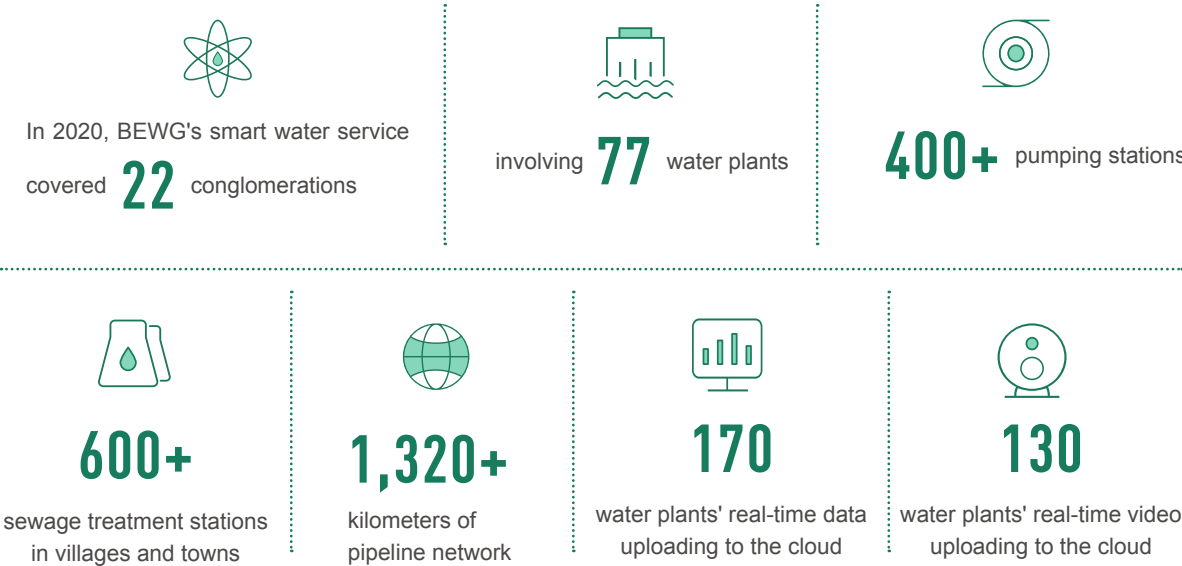 In 2020, BEWG's smart water service
covered 22 conglomerations
involving 77 water plants
400+ pumping stations
600+
sewage treatment stations
in villages and towns
1,320+
kilometers of
pipeline network
170
water plants' real-time data
uploading to the cloud
130
water plants' real-time video
uploading to the cloud